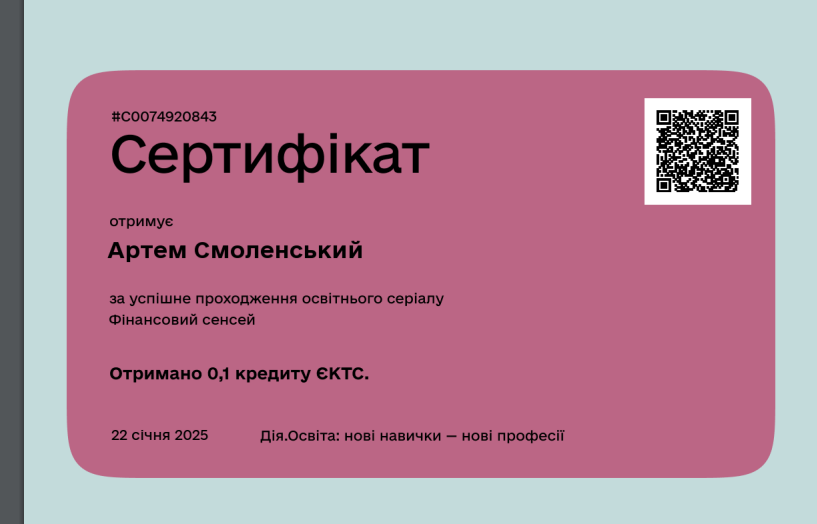 #C0074920843
Сертифікат
отримує
Артем Смоленський
за успішне проходження освітнього серіалу
Фінансовий сенсей
Отримано 0,1 кредиту ЄКТС.
22 січня 2025 Дія.Освіта: нові навички — нові професії